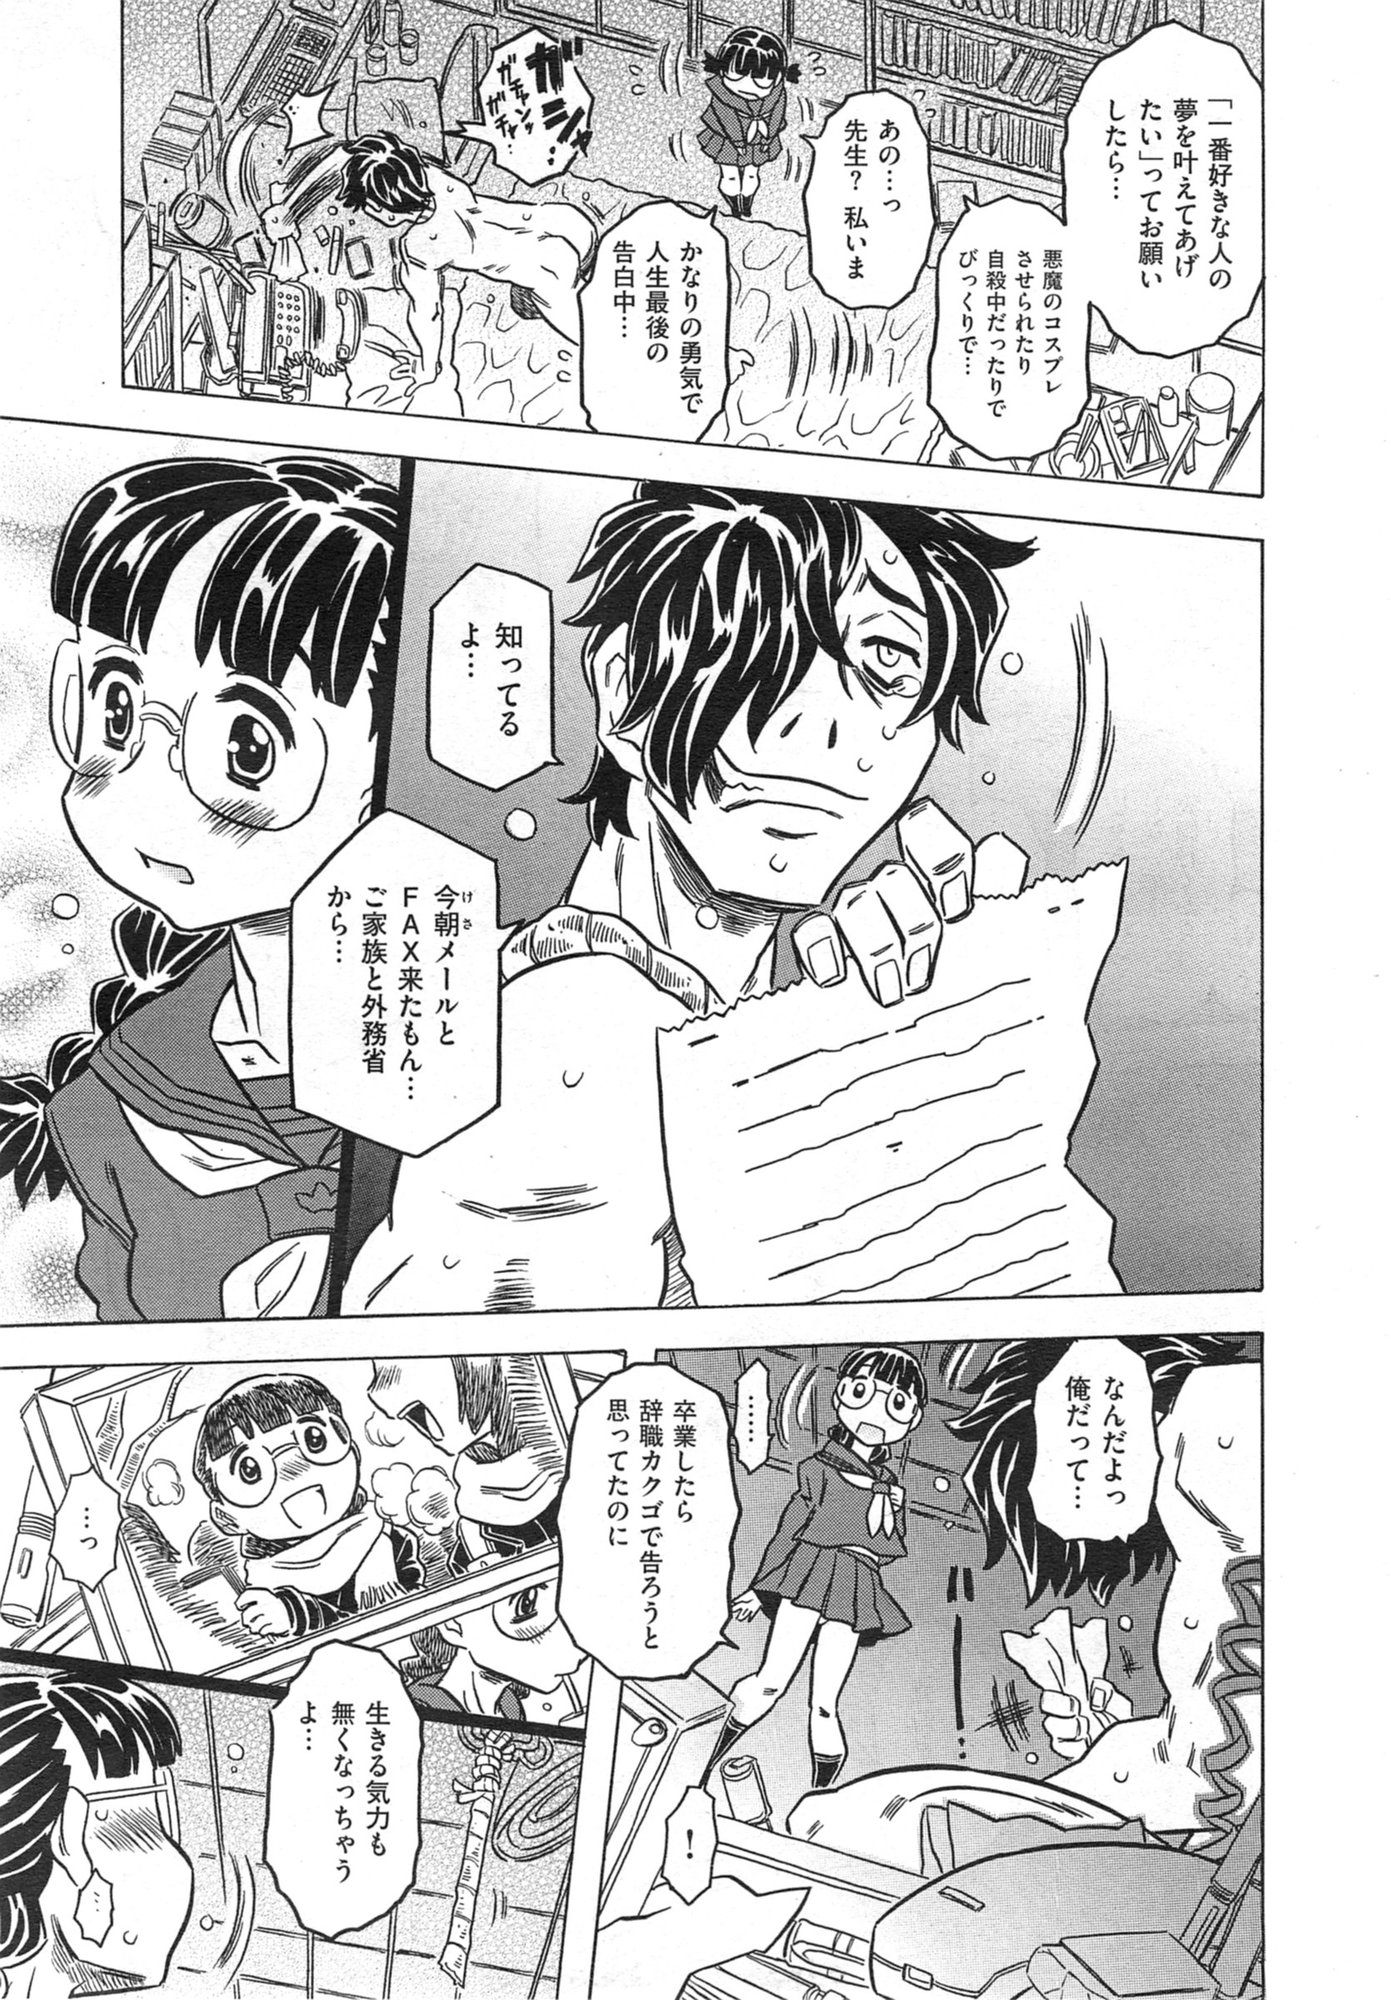 「一番好きな人の
夢を叶えてあげ
たい」ってお願い
したら…
悪魔のコスプレ
させられたり
自殺中だったりで
びっくりで…
あの…っ
先生? 私いま
かなりの勇気で
人生最後の
告白中…
ガシャ
ガチャンッ
ガチャ
知ってる
よ…
今朝メールと
けさ
FAX来たもん…
ご家族と外務省
から…
なんだよっ
俺だって…
………
卒業したら
辞職カクゴで告ろうと
思ってたのに
!
…っ
生きる気力も
無くなっちゃう
よ…
…